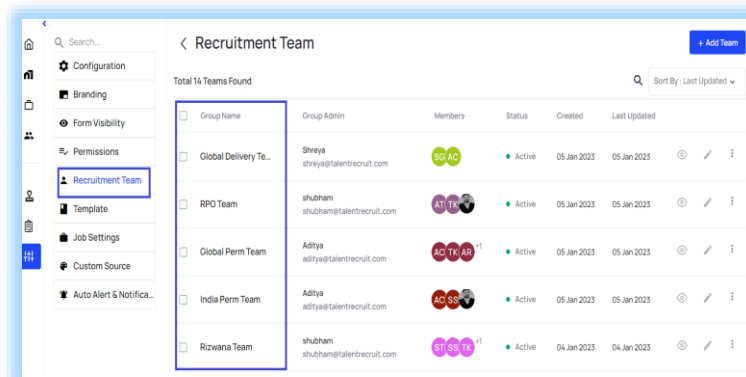 Search...
Configuration
Branding
Form Visibility
Permissions
Recruitment Team
Template
Job Settings
Custom Source
Auto Alert & Notifica...
Recruitment Team
+ Add Team
Total 14 Teams Found
Sort By : Last Updated
Group Name Group Admin Members Status Created Last Updated
Global Delivery Te... Shreya shreya@talentrecruit.com SG AC Active 05 Jan 2023 05 Jan 2023
RPO Team shubham shubham@talentrecruit.com AT TK Active 05 Jan 2023 05 Jan 2023
Global Perm Team Aditya aditya@talentrecruit.com AC TK AR +1 Active 05 Jan 2023 05 Jan 2023
India Perm Team Aditya aditya@talentrecruit.com AC SS Active 05 Jan 2023 05 Jan 2023
Rizwana Team shubham shubham@talentrecruit.com ST SS TK +1 Active 04 Jan 2023 04 Jan 2023